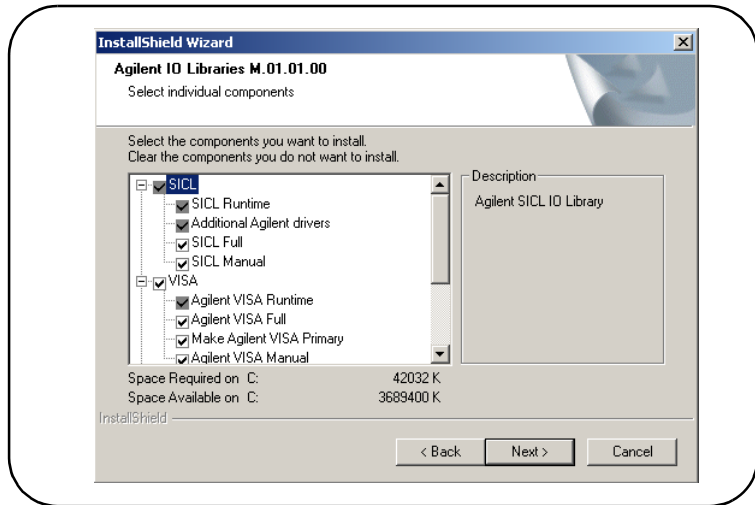 InstallShield Wizard
Agilent IO Libraries M.01.01.00
Select individual components
Select the components you want to install.
Clear the components you do not want to install.
SICL
SICL Runtime
Additional Agilent drivers
SICL Full
SICL Manual
VISA
Agilent VISA Runtime
Agilent VISA Full
Make Agilent VISA Primary
Agilent VISA Manual
Description
Agilent SICL IO Library
Space Required on C: 42032 K
Space Available on C: 3689400 K
InstallShield
< Back Next > Cancel